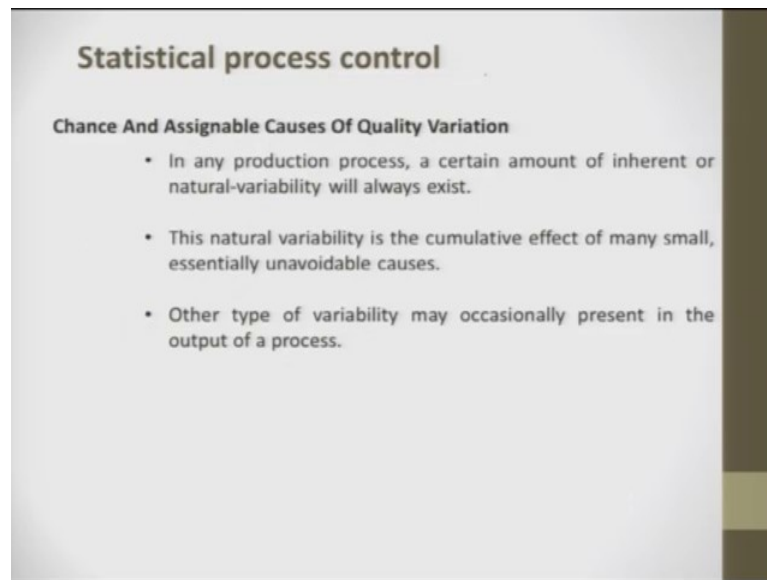 Statistical process control
Chance And Assignable Causes Of Quality Variation
• In any production process, a certain amount of inherent or
natural-variability will always exist.
• This natural variability is the cumulative effect of many small,
essentially unavoidable causes.
• Other type of variability may occasionally present in the
output of a process.